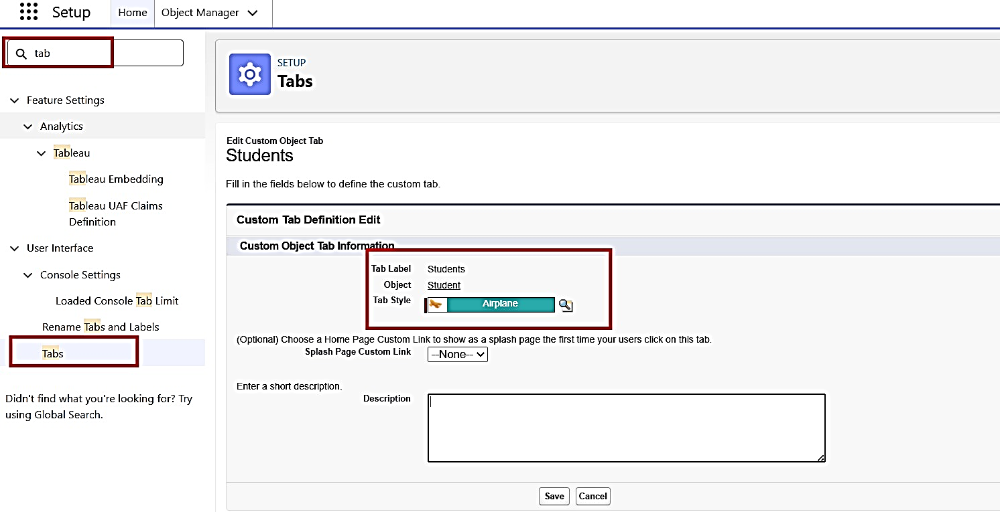 Setup
Home
Object Manager
tab
Feature Settings
Analytics
Tableau
Tableau Embedding
Tableau UAF Claims
Definition
User Interface
Console Settings
Loaded Console Tab Limit
Rename Tabs and Labels
Tabs
Didn't find what you're looking for? Try
using Global Search.
SETUP
Tabs
Edit Custom Object Tab
Students
Fill in the fields below to define the custom tab.
Custom Tab Definition Edit
Custom Object Tab Information
Tab Label Students
Object Student
Tab Style Airplane
(Optional) Choose a Home Page Custom Link to show as a splash page the first time your users click on this tab.
Splash Page Custom Link --None--
Enter a short description.
Description
Save Cancel